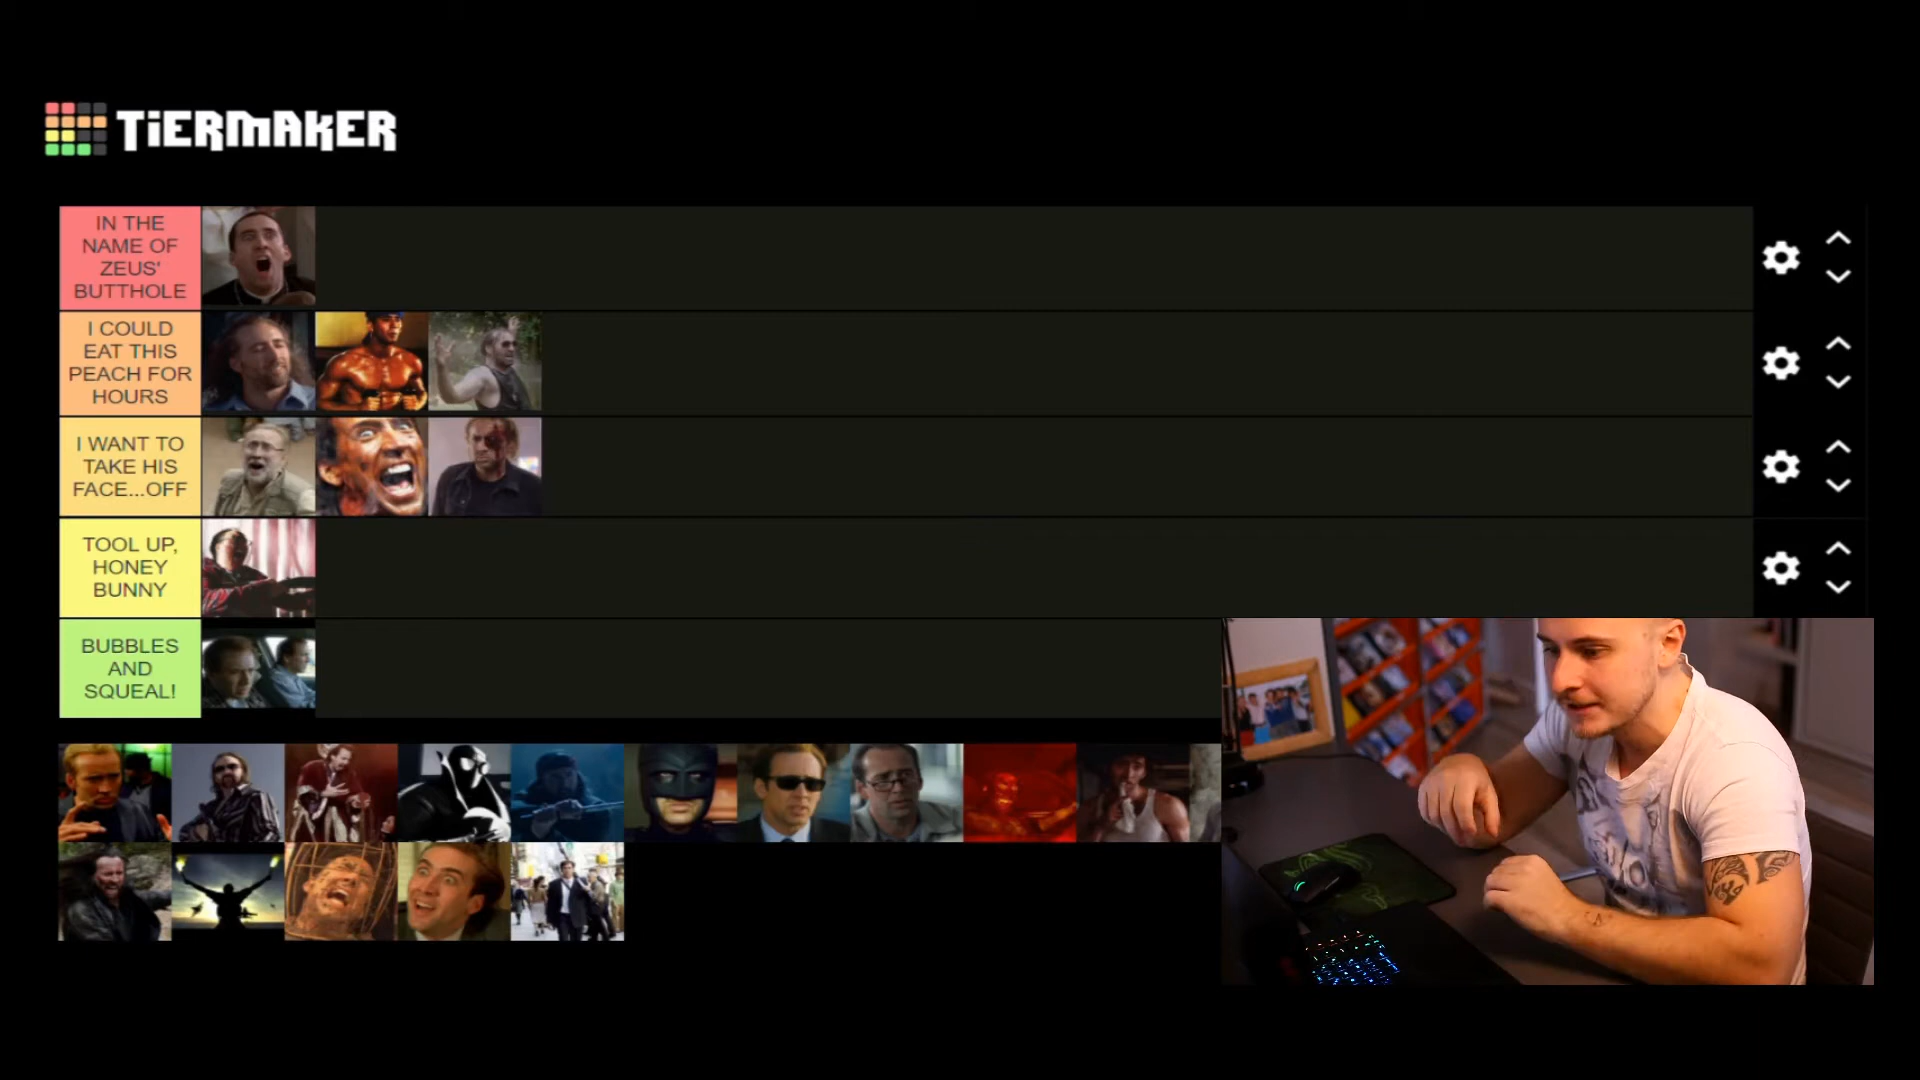 TiERMAKER
IN THE
NAME OF
ZEUS'
BUTTHOLE
I COULD
EAT THIS
PEACH FOR
HOURS
I WANT TO
TAKE HIS
FACE...OFF
TOOL UP,
HONEY
BUNNY
BUBBLES
AND
SQUEAL!